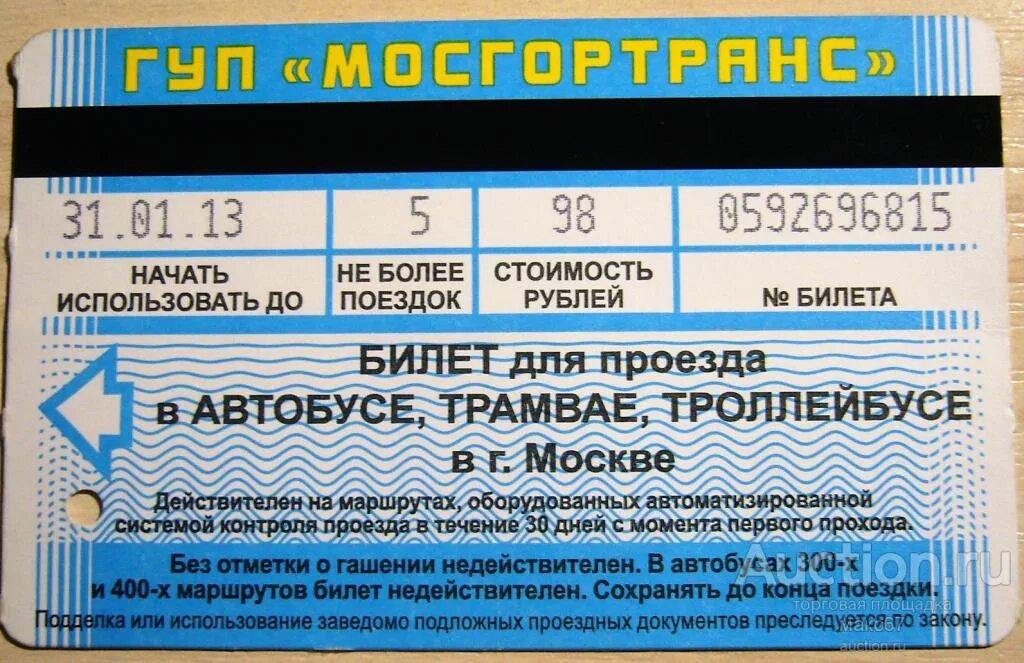 ГУП «МОСГОРТРАНС»
31.01.13 5 98 0592696815
НАЧАТЬ ИСПОЛЬЗОВАТЬ ДО
НЕ БОЛЕЕ ПОЕЗДОК
СТОИМОСТЬ РУБЛЕЙ
№ БИЛЕТА
БИЛЕТ для проезда
в АВТОБУСЕ, ТРАМВАЕ, ТРОЛЛЕЙБУСЕ
в г. Москве
Действителен на маршрутах, оборудованных автоматизированной
системой контроля проезда в течение 30 дней с момента первого прохода.
Без отметки о гашении недействителен. В автобусах 300-х
и 400-х маршрутов билет недействителен. Сохранять до конца поездки.
Подделка или использование заведомо подложных проездных документов преследуется по закону.
Auction.ru
торговая площадка
auction.ru